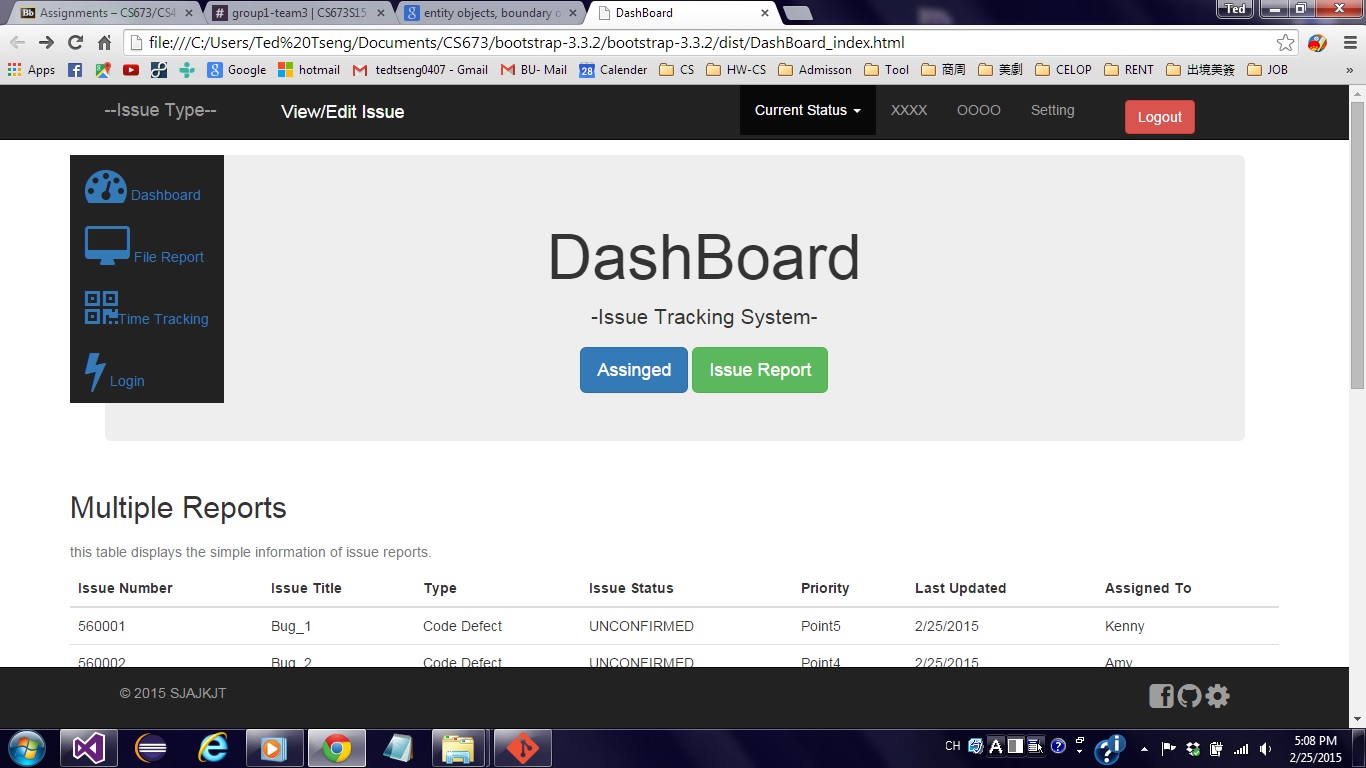 Assignments – CS673/CS4
group1-team3 | CS673S15
entity objects, boundary o
DashBoard
Ted
file:///C:/Users/Ted%20Tseng/Documents/CS673/bootstrap-3.3.2/bootstrap-3.3.2/dist/DashBoard_index.html
Apps Google hotmail tedtseng0407 - Gmail BU- Mail 28 Calender CS HW-CS Admisson Tool 商周 美劇 CELOP RENT 出境美簽 JOB »
--Issue Type-- View/Edit Issue Current Status XXXX OOOO Setting Logout
Dashboard
File Report
Time Tracking
Login
DashBoard
-Issue Tracking System-
Assinged Issue Report
Multiple Reports
this table displays the simple information of issue reports.
Issue Number Issue Title Type Issue Status Priority Last Updated Assigned To
560001 Bug_1 Code Defect UNCONFIRMED Point5 2/25/2015 Kenny
560002 Bug_2 Code Defect UNCONFIRMED Point4 2/25/2015 Amy
© 2015 SJAJKJT
CH A 5:08 PM
2/25/2015